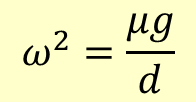 ω² = μg/d